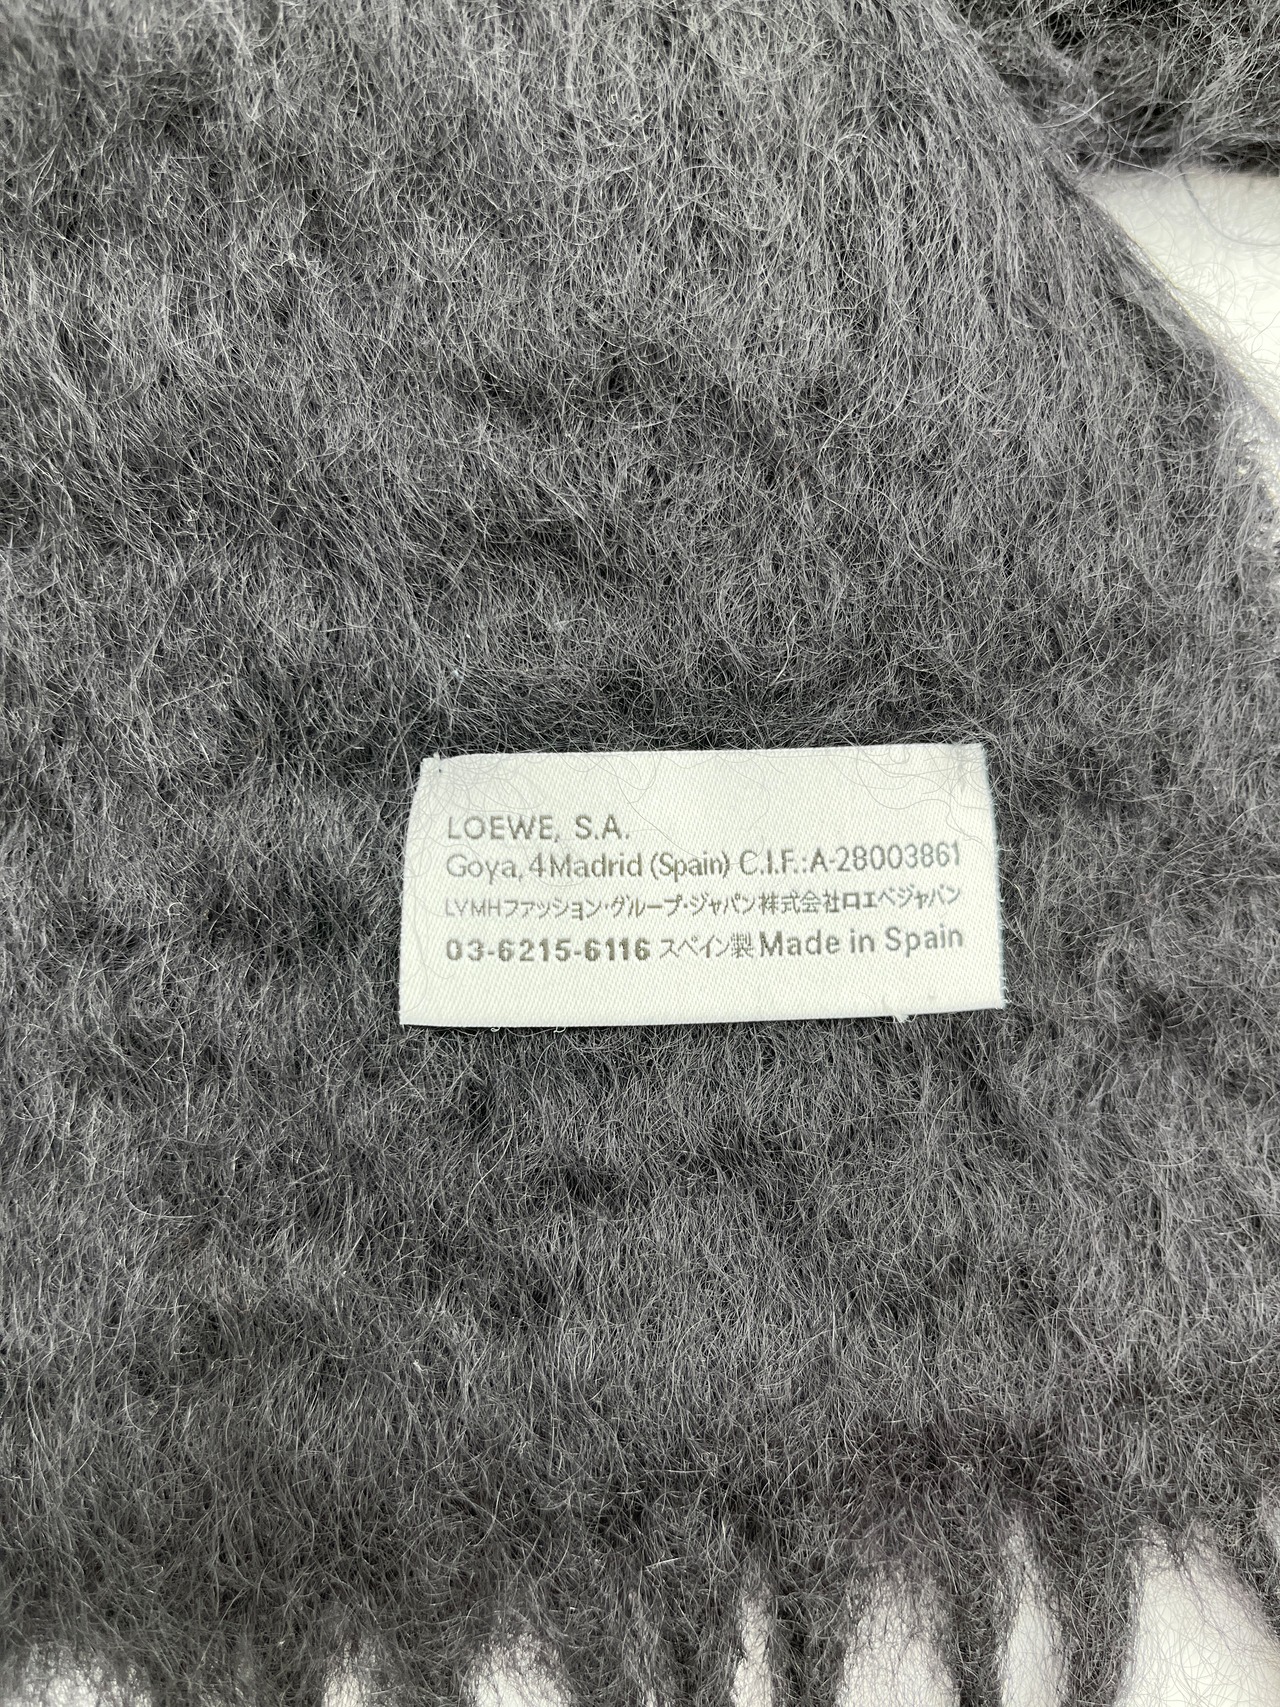 LOEWE, S.A.
Goya, 4 Madrid (Spain) C.I.F.:A-28003861
LVMHファッション・グループ・ジャパン株式会社ロエベジャパン
03-6215-6116 スペイン製 Made in Spain